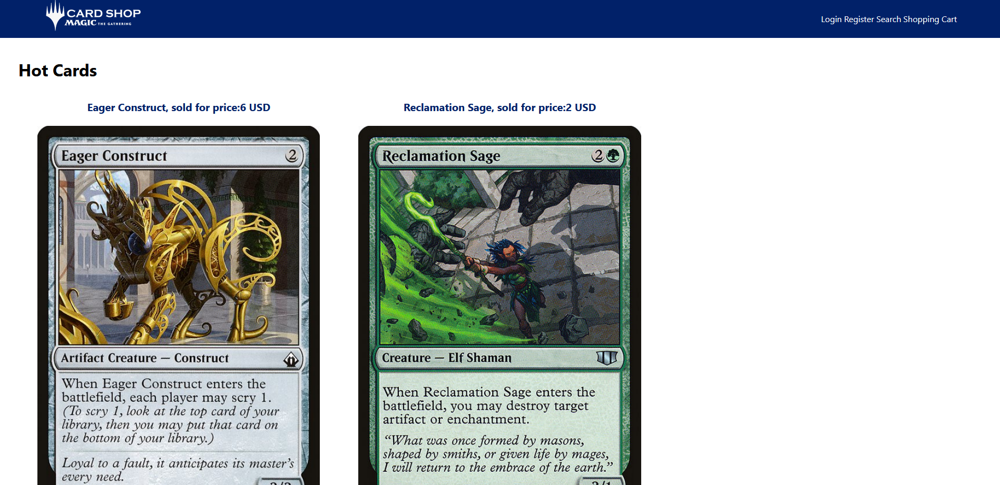 CARD SHOP
MAGIC THE GATHERING
Login Register Search Shopping Cart
Hot Cards
Eager Construct, sold for price:6 USD
Eager Construct 2
Artifact Creature — Construct
When Eager Construct enters the
battlefield, each player may scry 1.
(To scry 1, look at the top card of your
library, then you may put that card on
the bottom of your library.)
Loyal to a fault, it anticipates its master's
every need.
Reclamation Sage, sold for price:2 USD
Reclamation Sage 2
Creature — Elf Shaman
When Reclamation Sage enters the
battlefield, you may destroy target
artifact or enchantment.
“What was once formed by masons,
shaped by smiths, or given life by mages,
I will return to the embrace of the earth.”